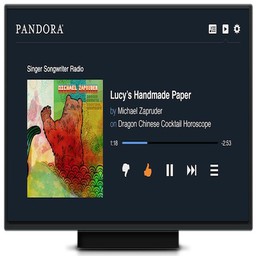 PANDORA
Singer Songwriter Radio
MICHAEL ZAPRUDER
Lucy's Handmade Paper
by Michael Zapruder
on Dragon Chinese Cocktail Horoscope
1:18
-2:53